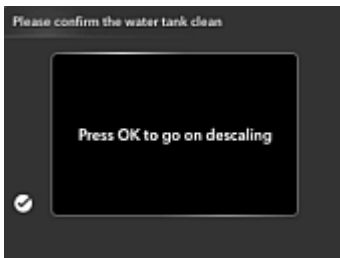 Please confirm the water tank clean
Press OK to go on descaling